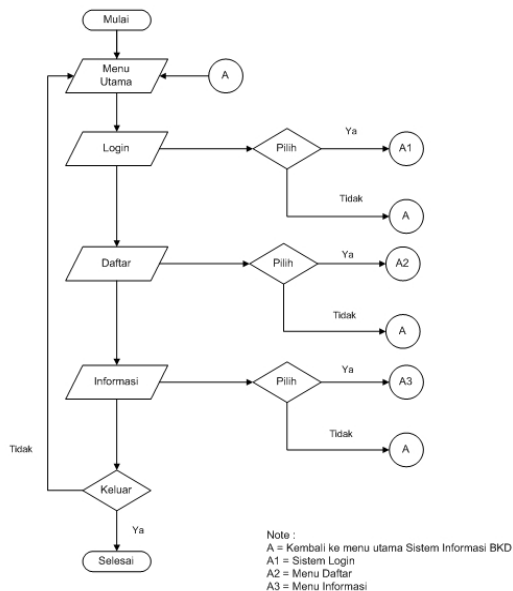 Mulai
Menu
Utama
A
Login
Pilih
Ya
A1
Tidak
A
Daftar
Pilih
Ya
A2
Tidak
A
Informasi
Pilih
Ya
A3
Tidak
A
Tidak
Keluar
Ya
Selesai
Note :
A = Kembali ke menu utama Sistem Informasi BKD
A1 = Sistem Login
A2 = Menu Daftar
A3 = Menu Informasi